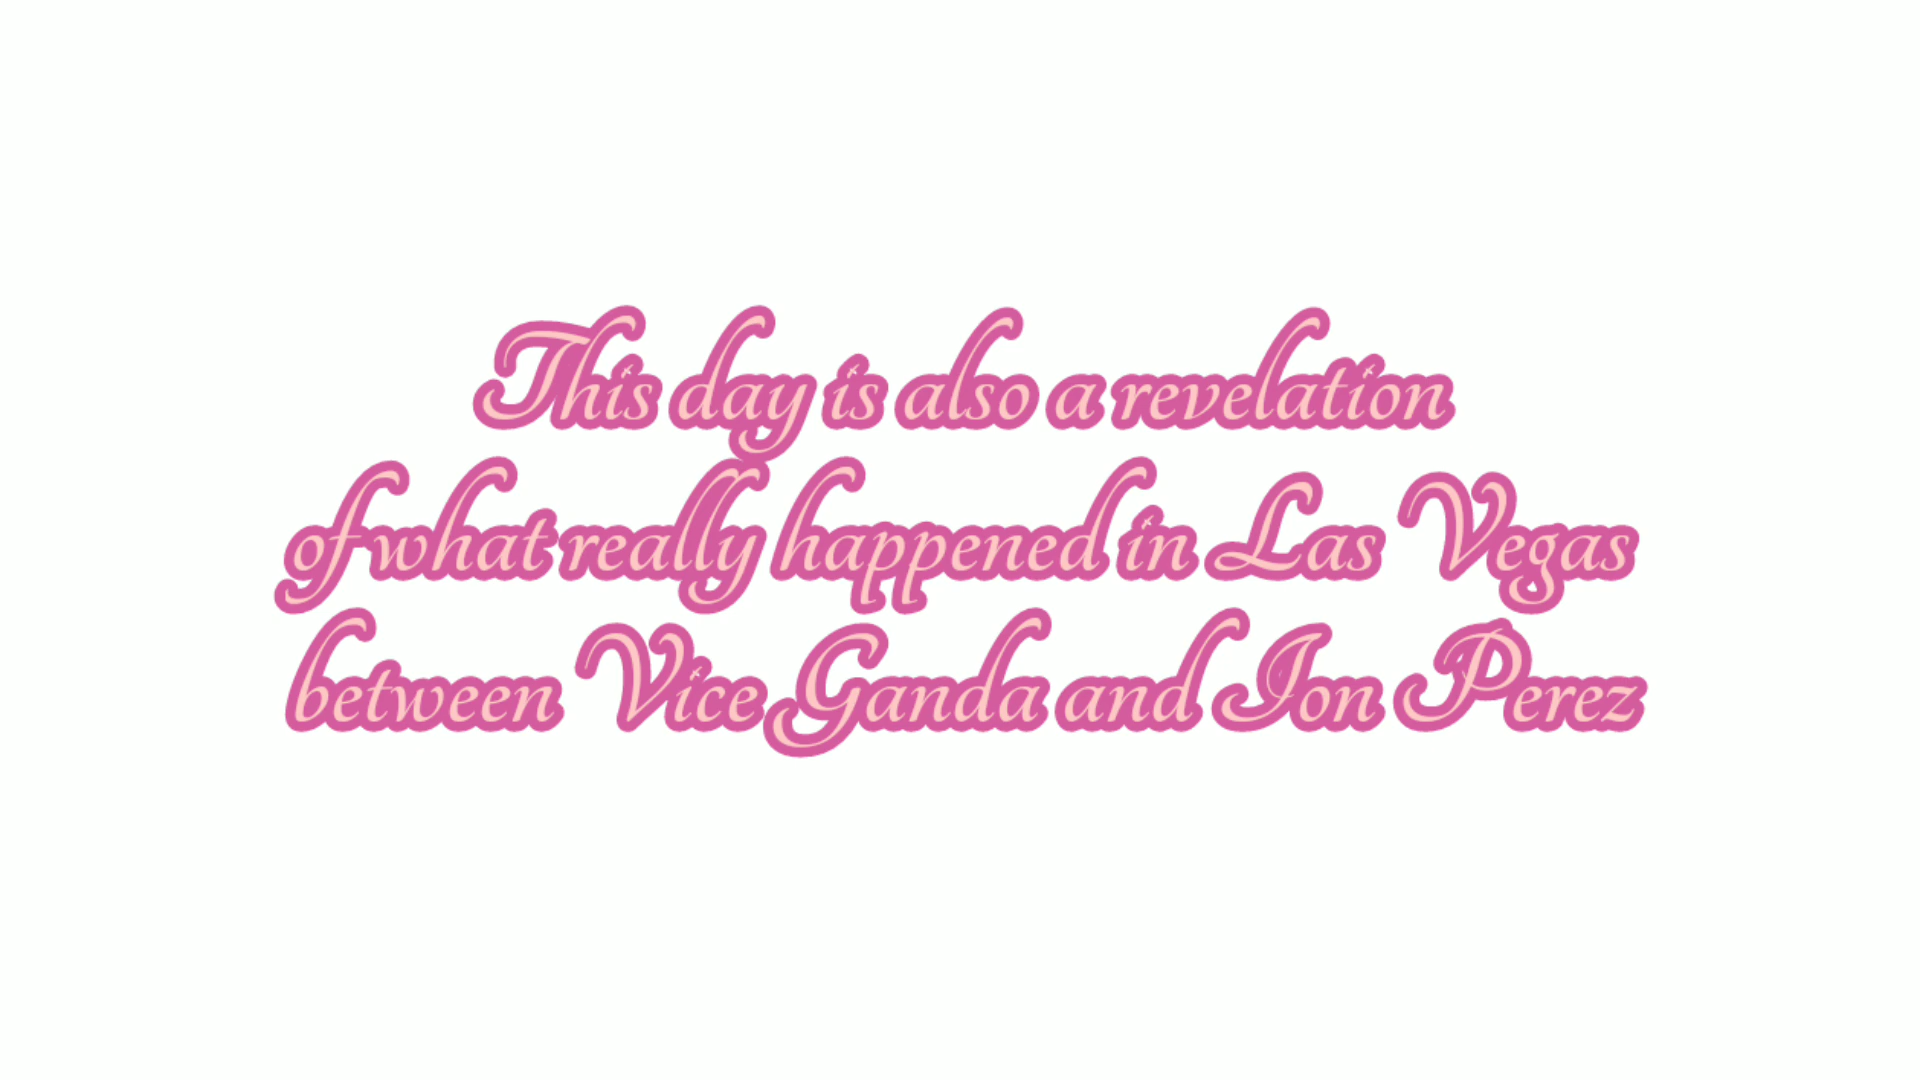 This day is also a revelation
of what really happened in Las Vegas
between Vice Ganda and Ion Perez